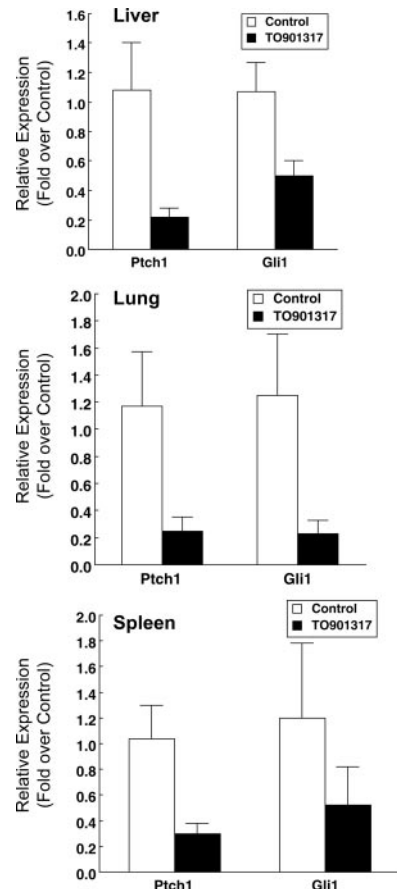 Liver
Control
TO901317
Relative Expression
(Fold over Control)
1.6
1.4
1.2
1.0
0.8
0.6
0.4
0.2
0.0
Ptch1 Gli1
Lung
Control
TO901317
Relative Expression
(Fold over Control)
2.0
1.8
1.6
1.4
1.2
1.0
0.8
0.6
0.4
0.2
0.0
Ptch1 Gli1
Spleen
Control
TO901317
Relative Expression
(Fold over Control)
2.0
1.8
1.6
1.4
1.2
1.0
0.8
0.6
0.4
0.2
0.0
Ptch1 Gli1